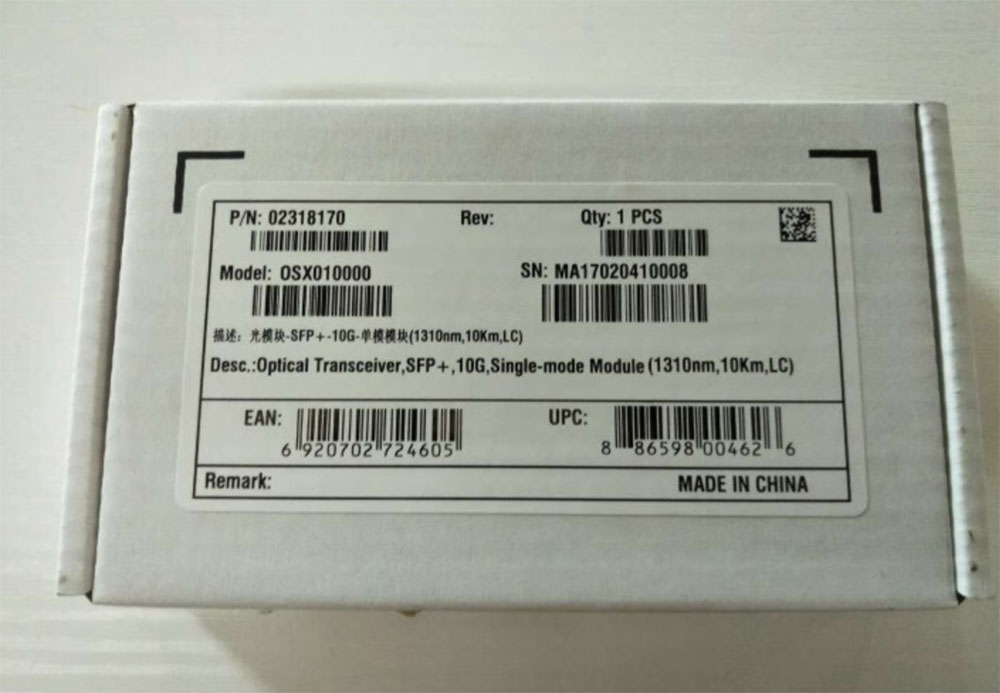 P/N: 02318170 Rev: Qty: 1 PCS
Model: OSX010000 SN: MA17020410008
描述: 光模块-SFP+-10G-单模模块(1310nm,10Km,LC)
Desc.:Optical Transceiver,SFP+,10G,Single-mode Module(1310nm,10Km,LC)
EAN: UPC:
6 920702 724605 8 86598 00462 6
Remark: MADE IN CHINA